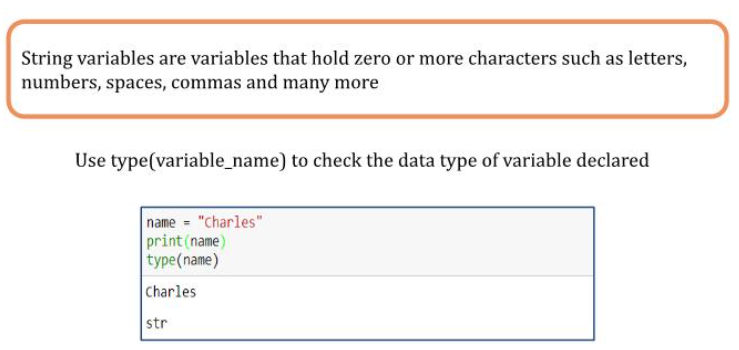 String variables are variables that hold zero or more characters such as letters,
numbers, spaces, commas and many more
Use type(variable_name) to check the data type of variable declared
name = "Charles"
print(name)
type(name)
Charles
str